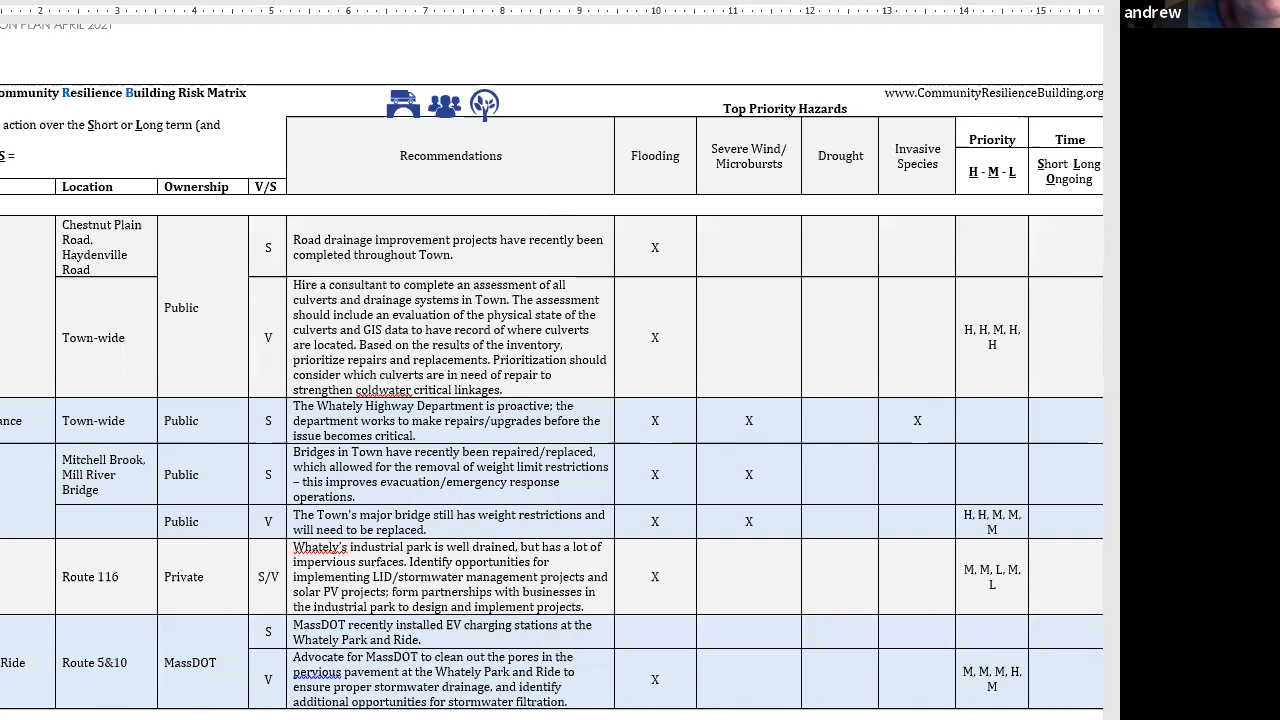 2 3 4 5 6 7 8 9 10 11 12 13 14 15
ON PLAN APRIL 2021
andrew
ommunity Resilience Building Risk Matrix
www.CommunityResilienceBuilding.org
Top Priority Hazards
action over the Short or Long term (and
S =
Recommendations
Flooding
Severe Wind/
Microbursts
Drought
Invasive
Species
Priority
H - M - L
Time
Short Long
Ongoing
Location
Ownership
V/S
Chestnut Plain
Road,
Haydenville
Road
Public
S
Road drainage improvement projects have recently been
completed throughout Town.
X
Town-wide
V
Hire a consultant to complete an assessment of all
culverts and drainage systems in Town. The assessment
should include an evaluation of the physical state of the
culverts and GIS data to have record of where culverts
are located. Based on the results of the inventory,
prioritize repairs and replacements. Prioritization should
consider which culverts are in need of repair to
strengthen coldwater critical linkages.
X
H, H, M, H,
H
ance
Town-wide
Public
S
The Whately Highway Department is proactive; the
department works to make repairs/upgrades before the
issue becomes critical.
X
X
X
Mitchell Brook,
Mill River
Bridge
Public
S
Bridges in Town have recently been repaired/replaced,
which allowed for the removal of weight limit restrictions
– this improves evacuation/emergency response
operations.
X
X
Public
V
The Town's major bridge still has weight restrictions and
will need to be replaced.
X
X
H, H, M, M,
M
Route 116
Private
S/V
Whately's industrial park is well drained, but has a lot of
impervious surfaces. Identify opportunities for
implementing LID/stormwater management projects and
solar PV projects; form partnerships with businesses in
the industrial park to design and implement projects.
X
M, M, L, M,
L
Ride
Route 5&10
MassDOT
S
MassDOT recently installed EV charging stations at the
Whately Park and Ride.
V
Advocate for MassDOT to clean out the pores in the
pervious pavement at the Whately Park and Ride to
ensure proper stormwater drainage, and identify
additional opportunities for stormwater filtration.
X
M, M, M, H,
M